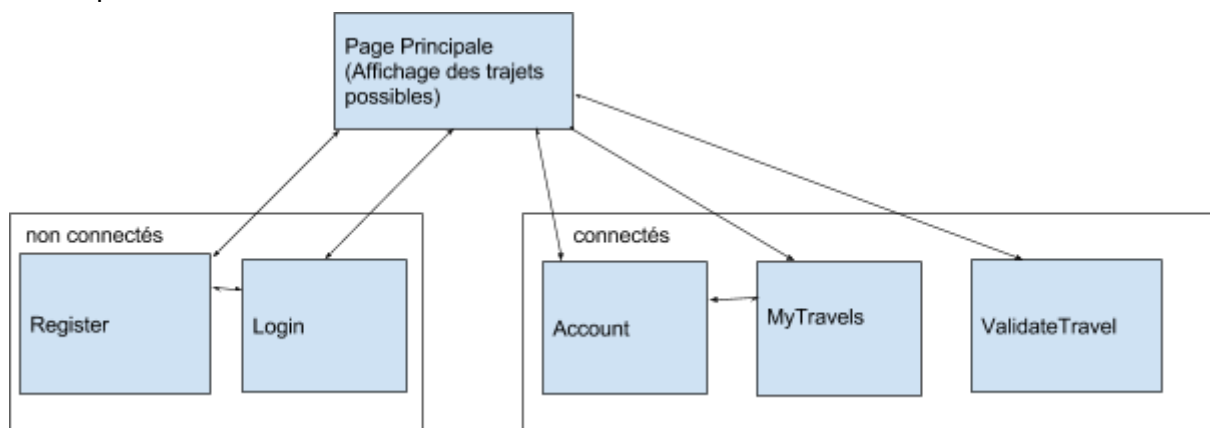 Page Principale
(Affichage des trajets
possibles)
non connectés
connectés
Register
Login
Account
MyTravels
ValidateTravel